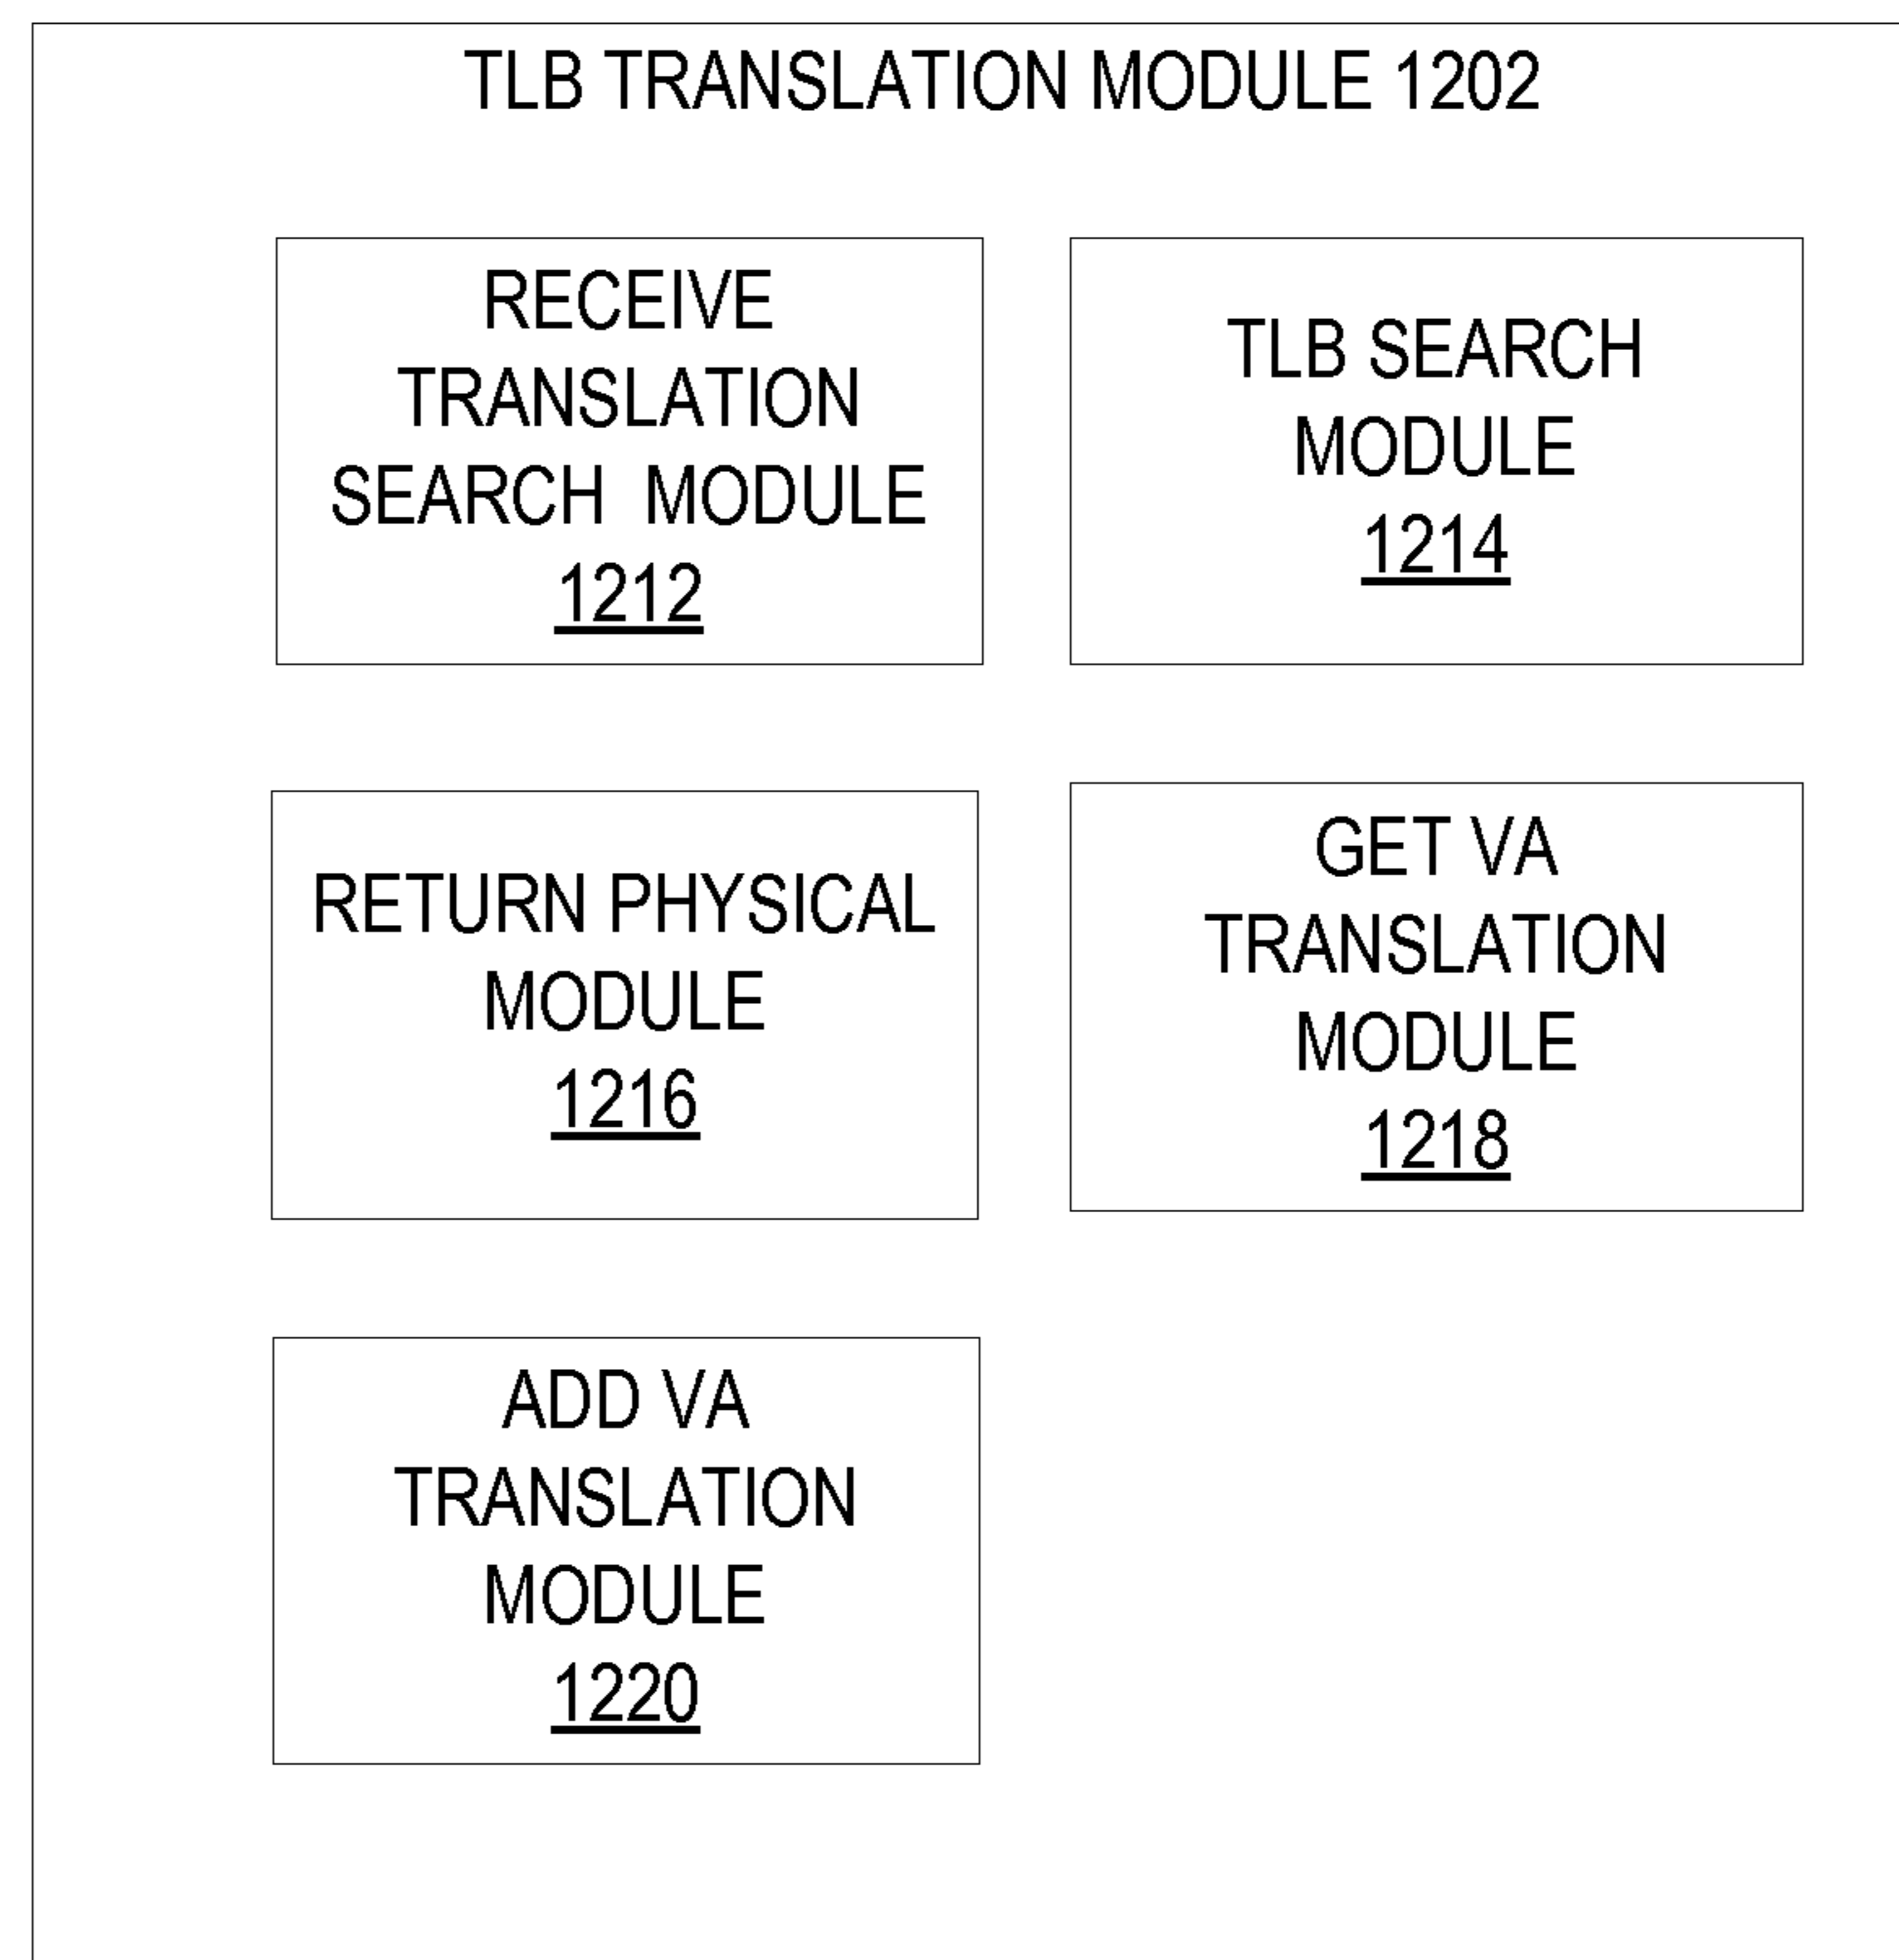 TLB TRANSLATION MODULE 1202
RECEIVE
TRANSLATION
SEARCH MODULE
1212
TLB SEARCH
MODULE
1214
RETURN PHYSICAL
MODULE
1216
GET VA
TRANSLATION
MODULE
1218
ADD VA
TRANSLATION
MODULE
1220